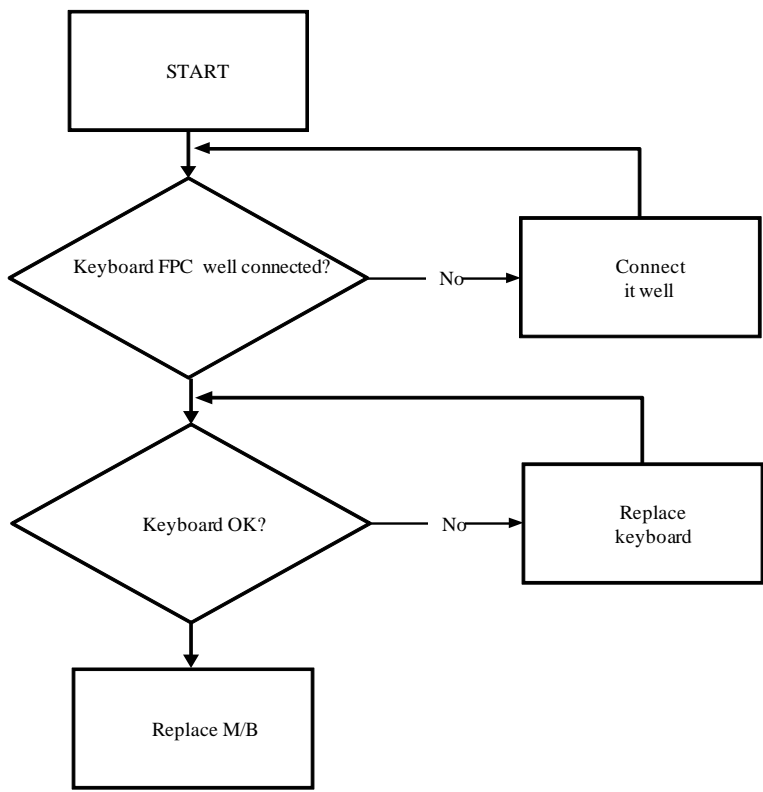 START
Keyboard FPC well connected?
No
Connect
it well
Keyboard OK?
No
Replace
keyboard
Replace M/B